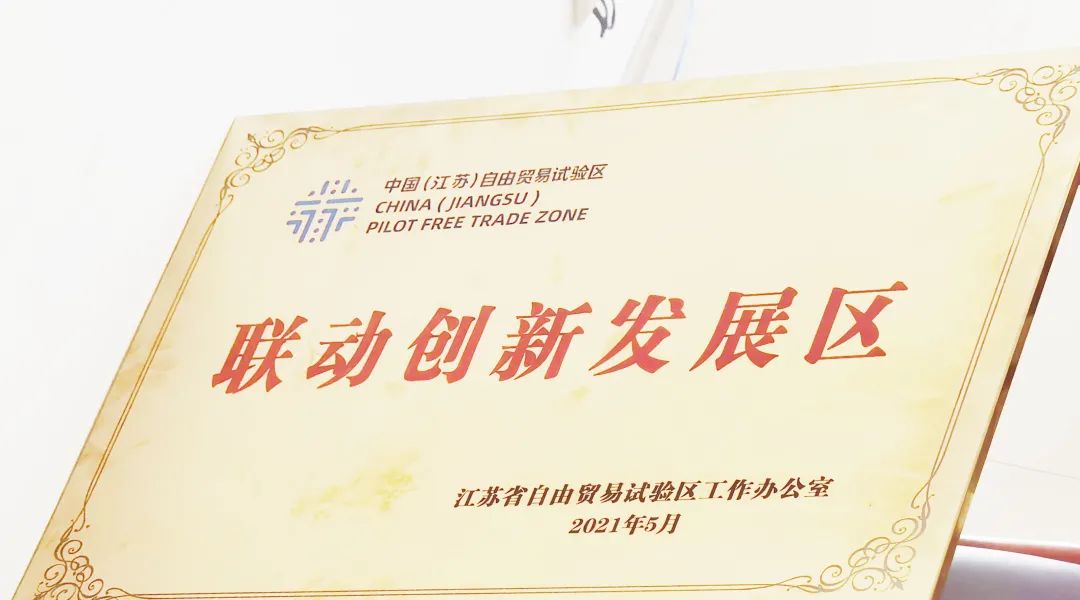 中国(江苏)自由贸易试验区
CHINA (JIANGSU)
PILOT FREE TRADE ZONE
联动创新发展区
江苏省自由贸易试验区工作办公室
2021年5月